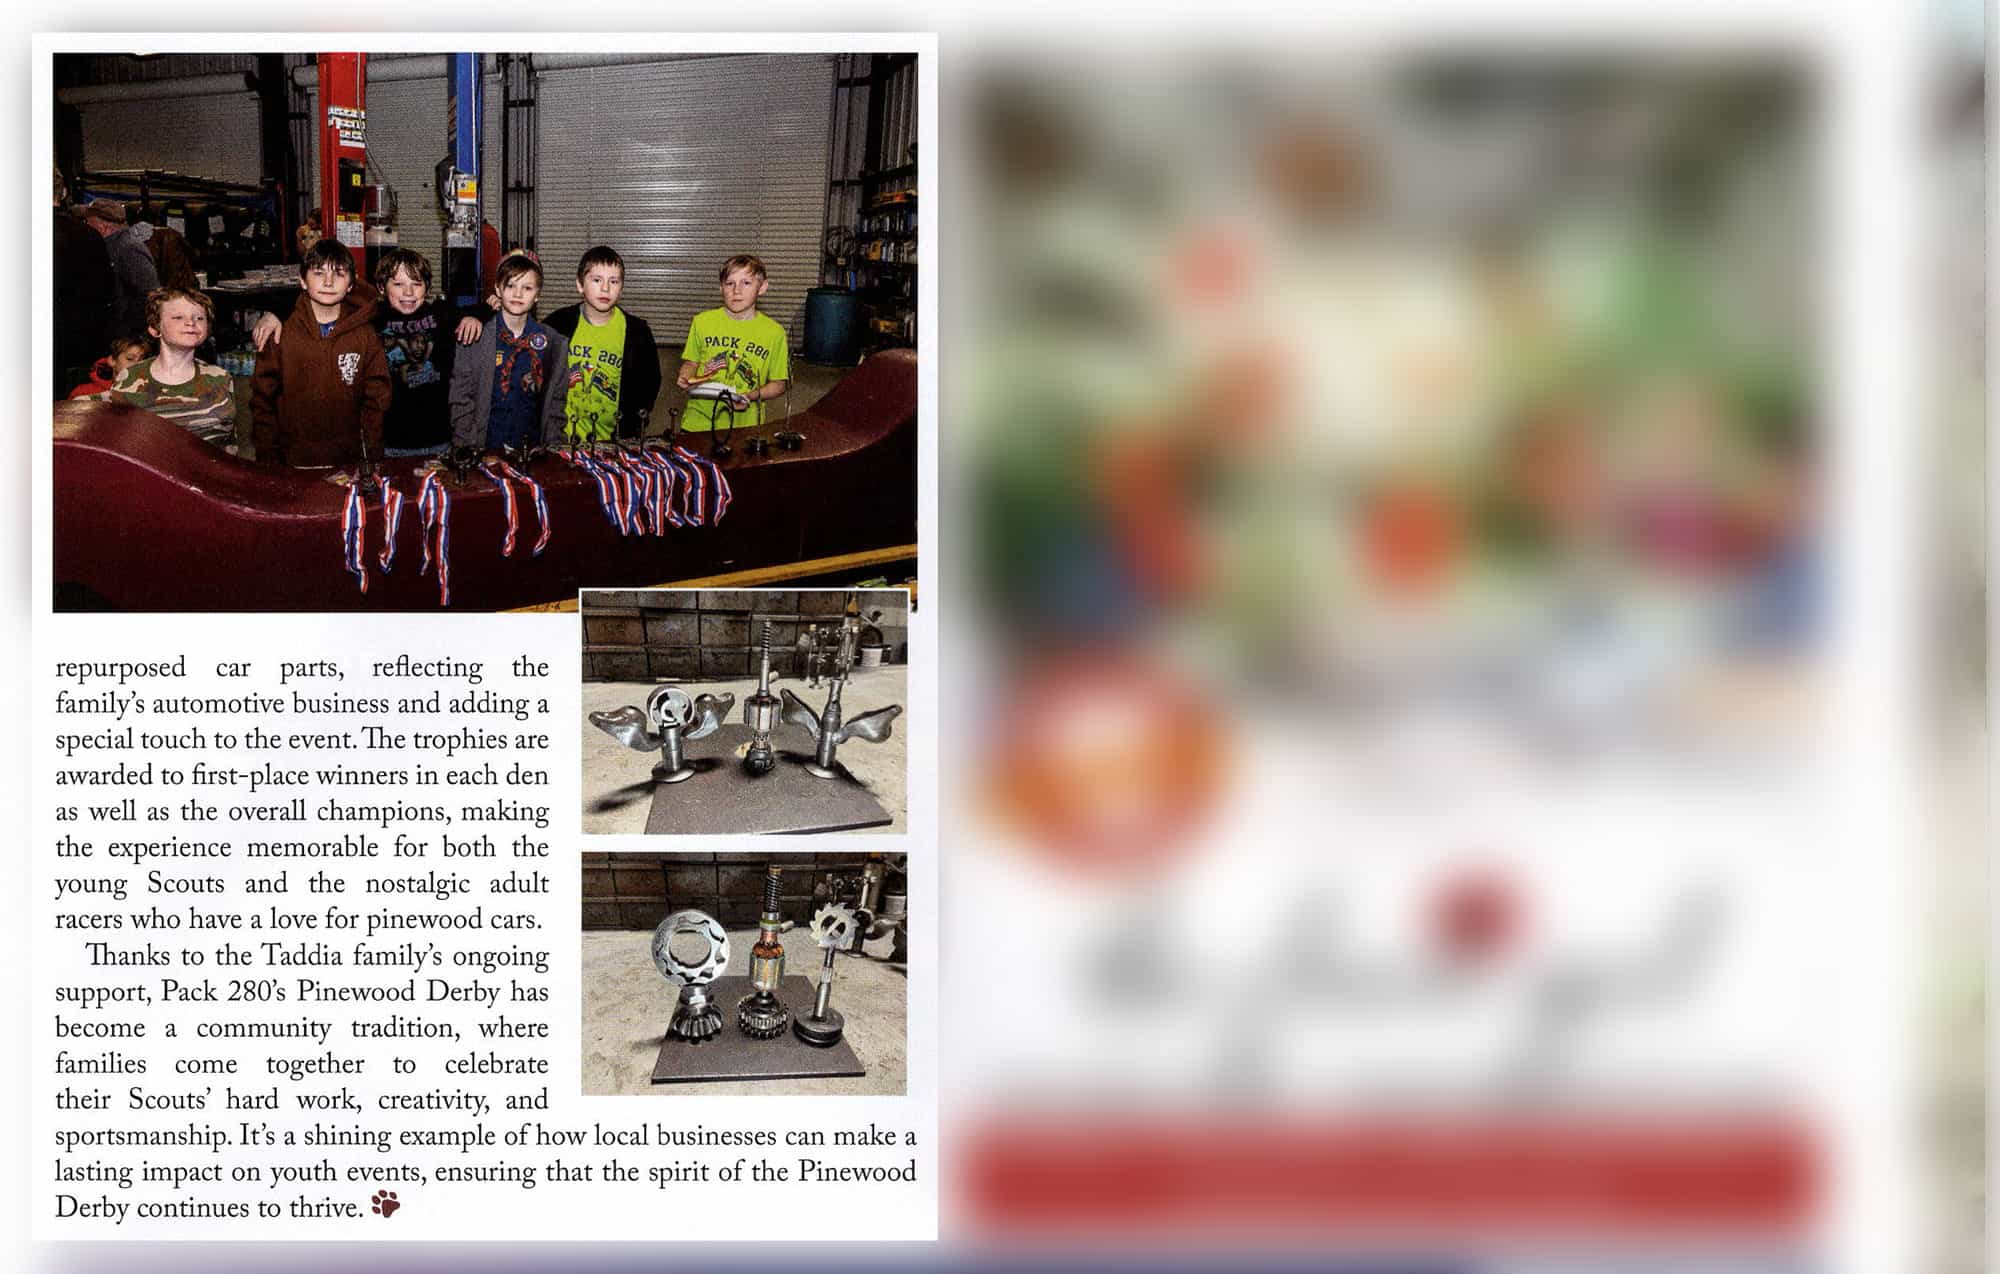 PACK 280
ACK 280
repurposed car parts, reflecting the
family's automotive business and adding a
special touch to the event. The trophies are
awarded to first-place winners in each den
as well as the overall champions, making
the experience memorable for both the
young Scouts and the nostalgic adult
racers who have a love for pinewood cars.
Thanks to the Taddia family's ongoing
support, Pack 280's Pinewood Derby has
become a community tradition, where
families come together to celebrate
their Scouts' hard work, creativity, and
sportsmanship. It's a shining example of how local businesses can make a
lasting impact on youth events, ensuring that the spirit of the Pinewood
Derby continues to thrive.